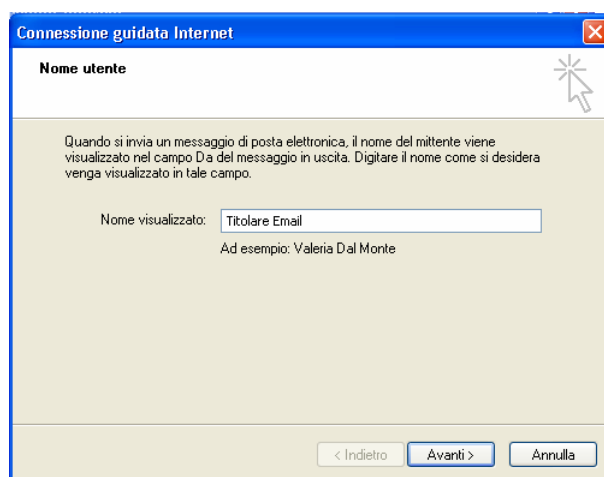 Connessione guidata Internet
Nome utente
Quando si invia un messaggio di posta elettronica, il nome del mittente viene
visualizzato nel campo Da del messaggio in uscita. Digitare il nome come si desidera
venga visualizzato in tale campo.
Nome visualizzato: Titolare Email
Ad esempio: Valeria Dal Monte
< Indietro Avanti > Annulla